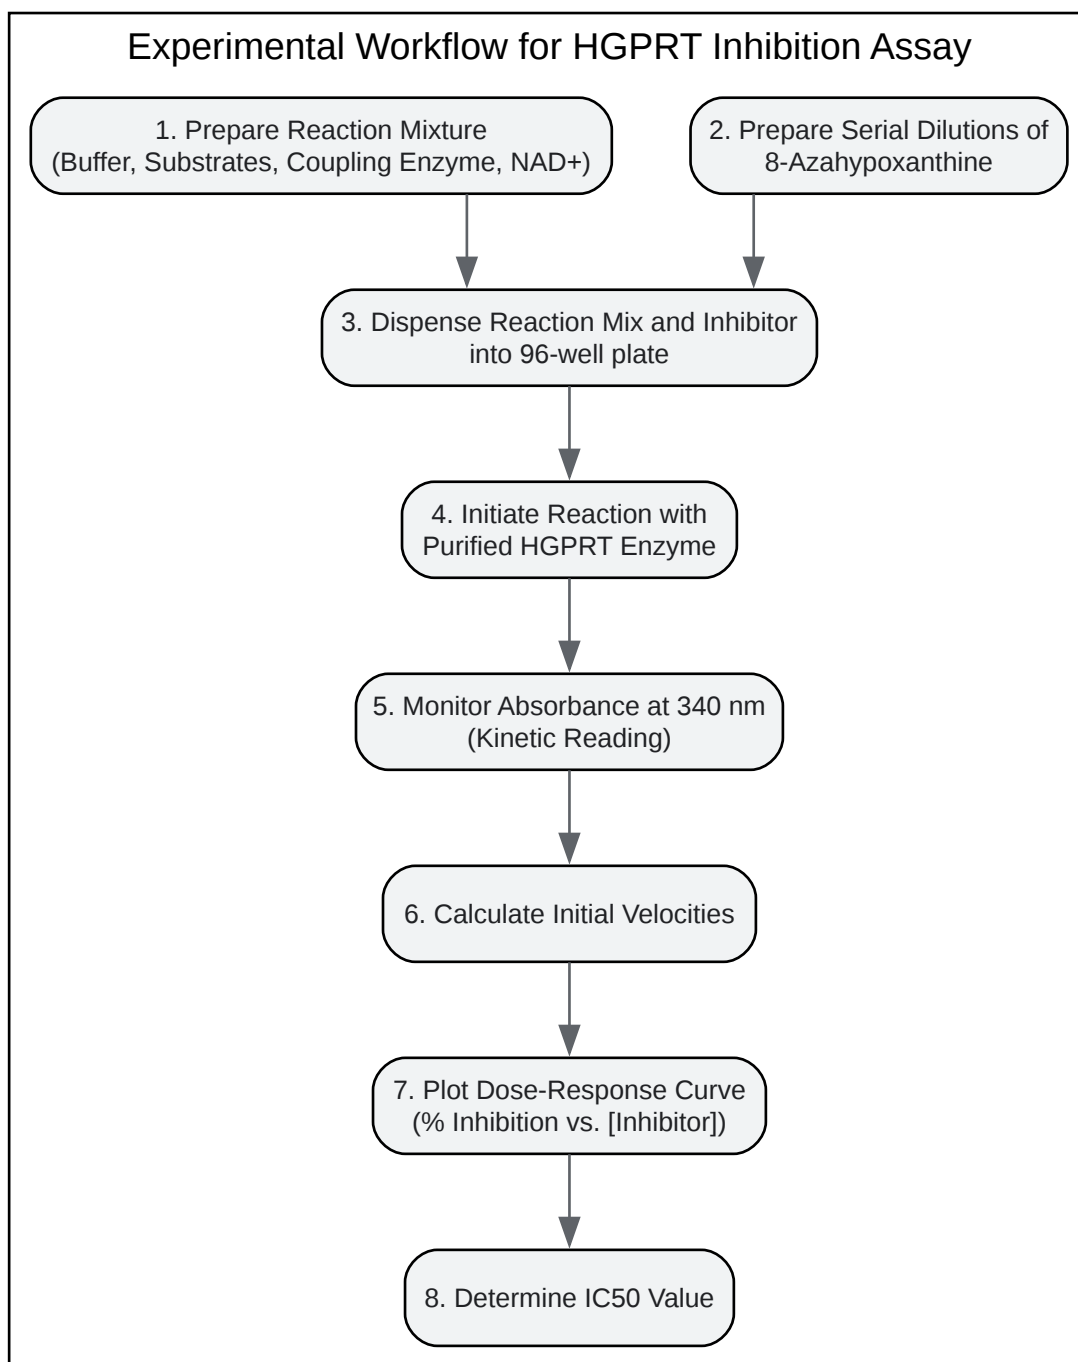 Experimental Workflow for HGPRT Inhibition Assay
1. Prepare Reaction Mixture
(Buffer, Substrates, Coupling Enzyme, NAD+)
2. Prepare Serial Dilutions of
8-Azahypoxanthine
3. Dispense Reaction Mix and Inhibitor
into 96-well plate
4. Initiate Reaction with
Purified HGPRT Enzyme
5. Monitor Absorbance at 340 nm
(Kinetic Reading)
6. Calculate Initial Velocities
7. Plot Dose-Response Curve
(% Inhibition vs. [Inhibitor])
8. Determine IC50 Value